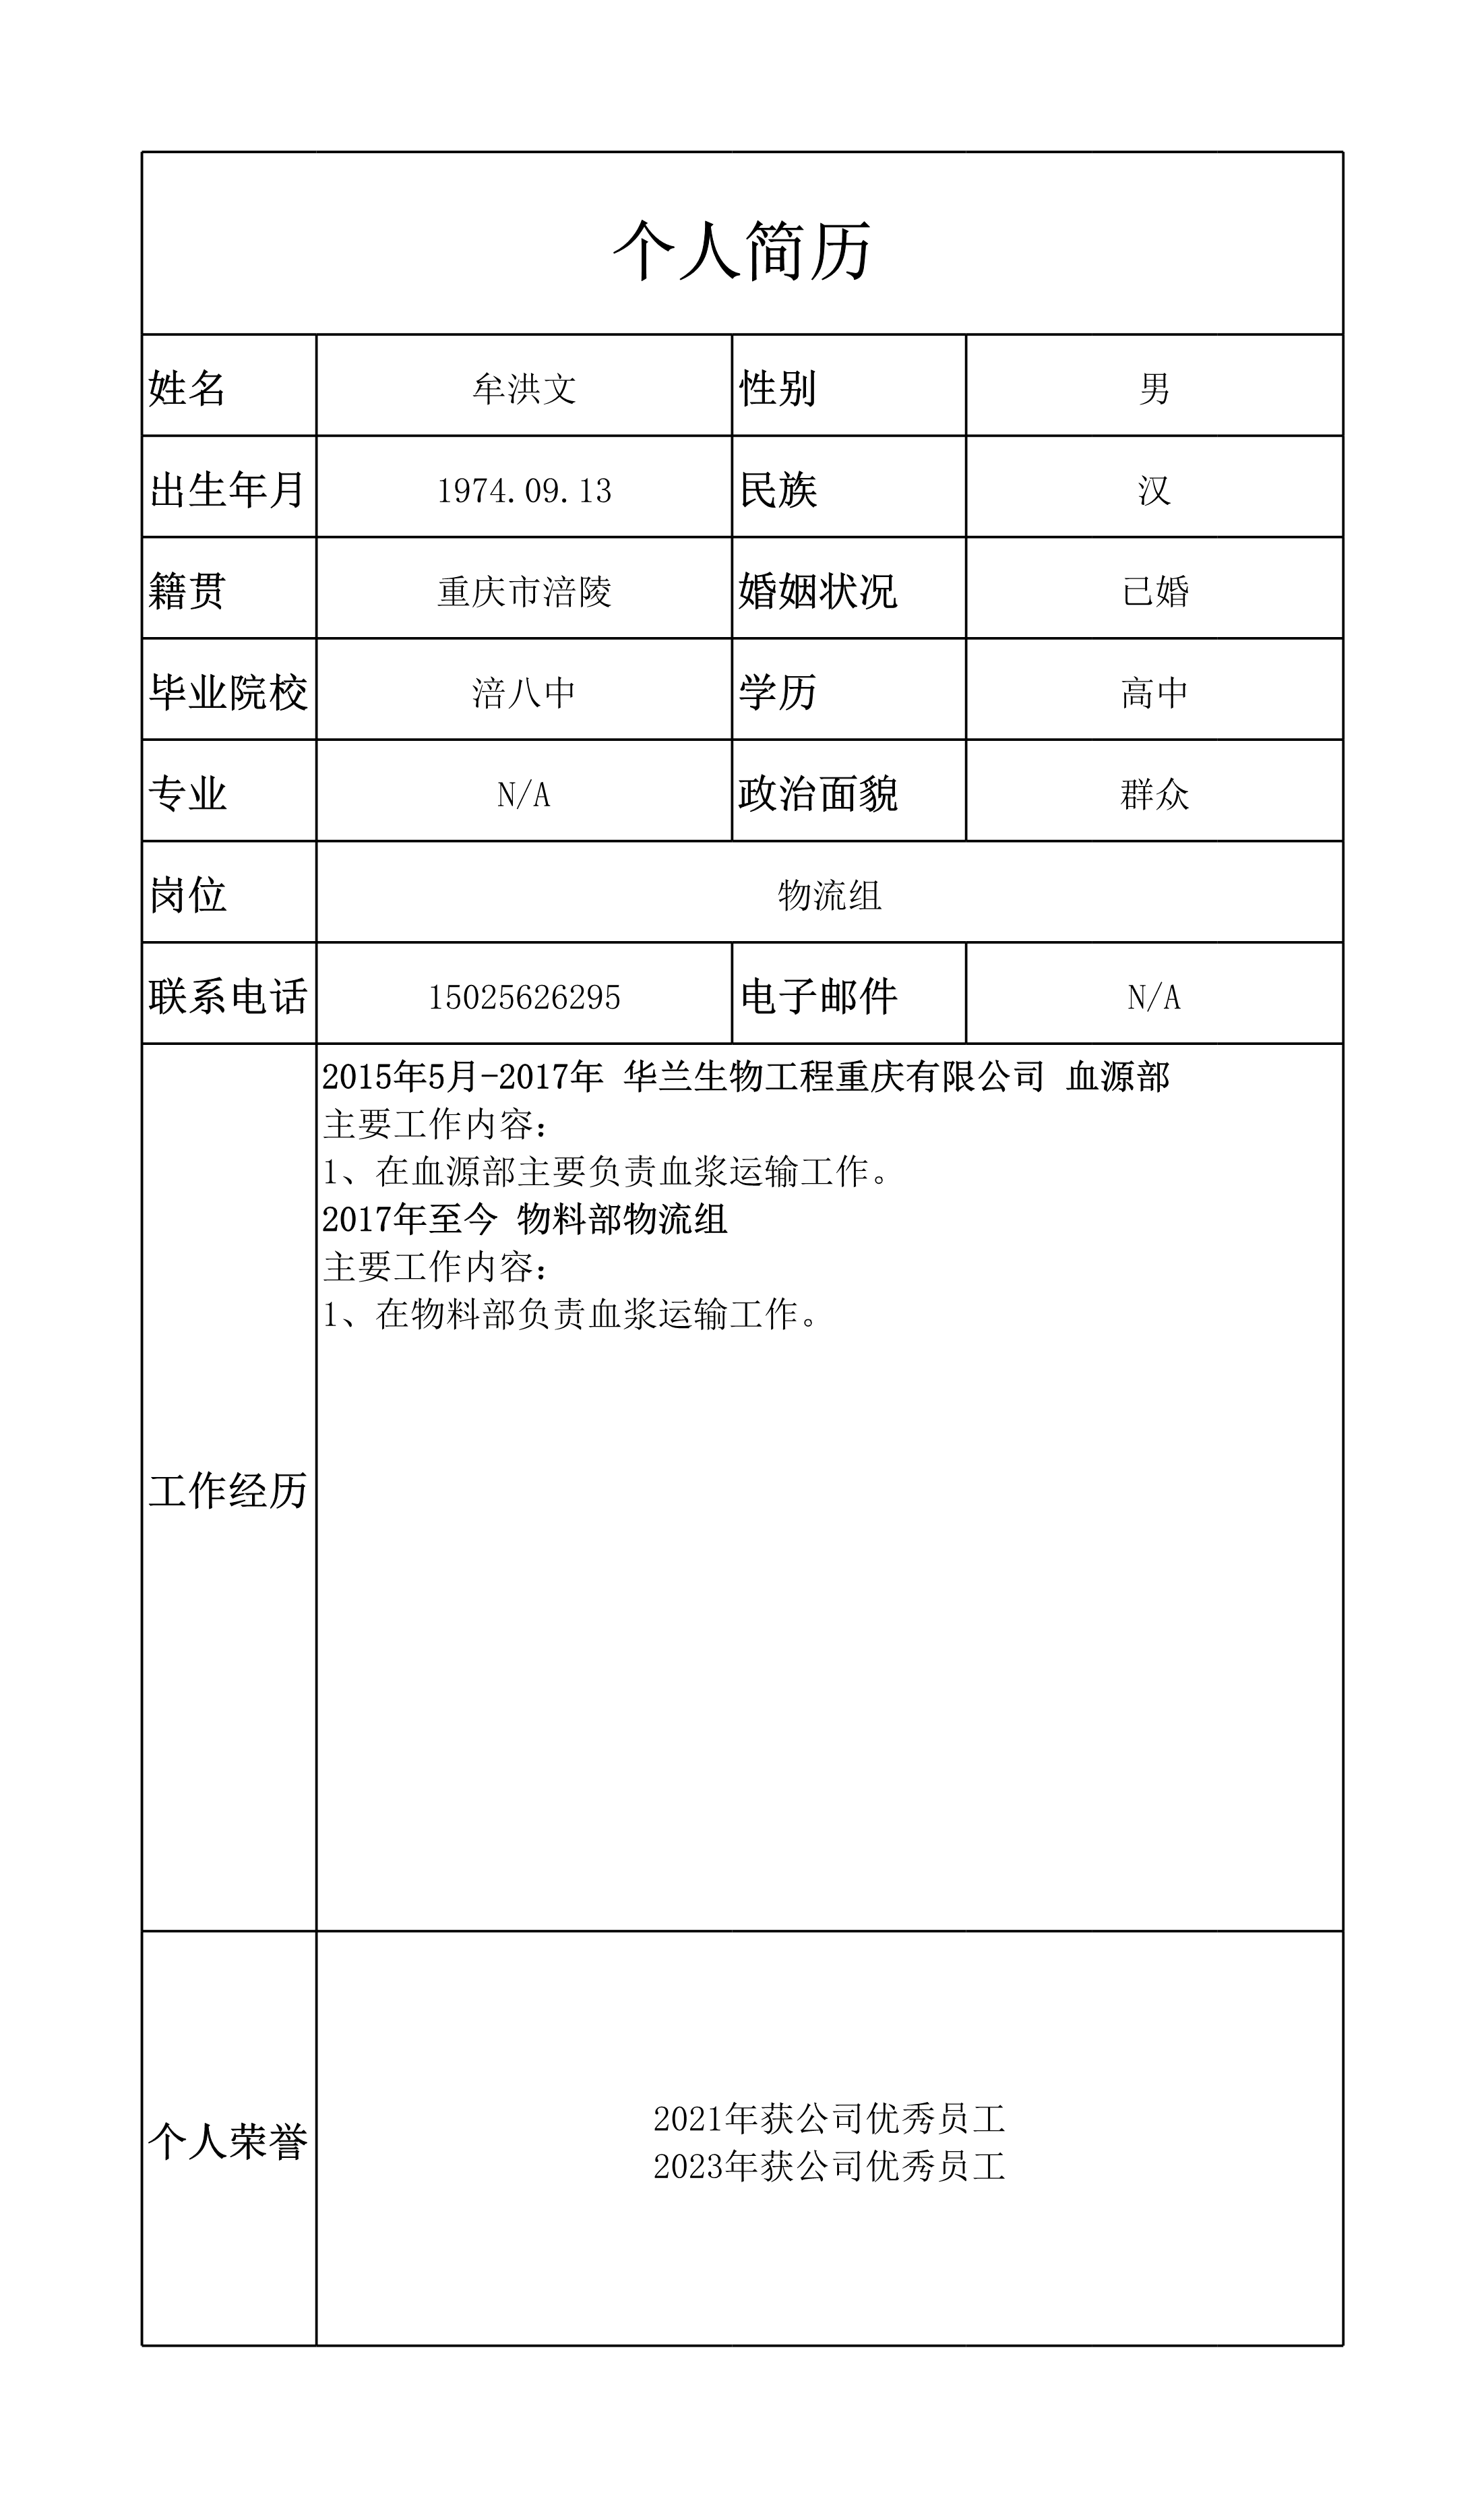 个人简历
姓名 牟洪文 性别 男
出生年月 1974.09.13 民族 汉
籍贯 重庆市涪陵 婚姻状况 已婚
毕业院校 涪八中 学历 高中
专业 N/A 政治面貌 群众
岗位 物流组
联系电话 15025626295 电子邮件 N/A
工作经历
2015年5月-2017年 华兰生物工程重庆有限公司 血源部
主要工作内容：
1、在血源部主要负责血浆运输工作。
2017年至今 物料部物流组
主要工作内容：
1、在物料部负责血浆运输工作。
个人荣誉
2021年获公司优秀员工
2023年获公司优秀员工